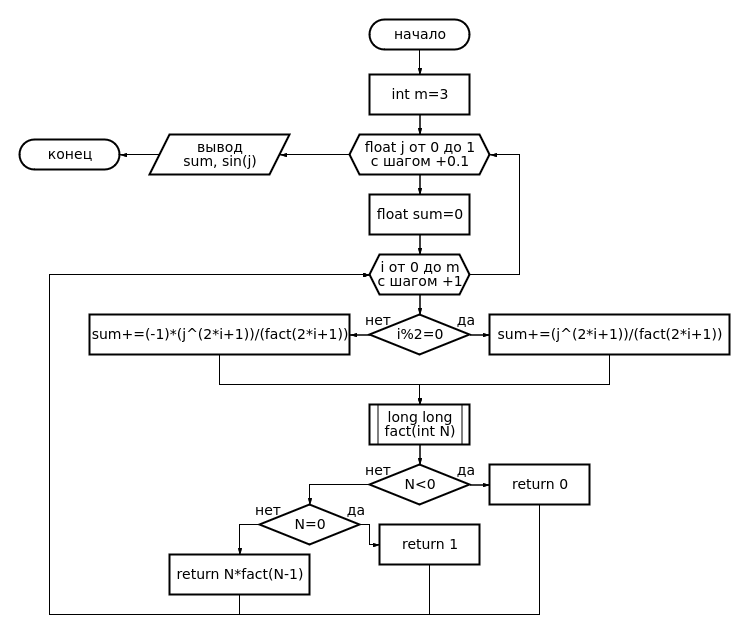 начало
int m=3
float j от 0 до 1
с шагом +0.1
вывод
sum, sin(j)
конец
float sum=0
i от 0 до m
с шагом +1
нет
да
sum+=(-1)*(j^(2*i+1))/(fact(2*i+1))
i%2=0
sum+=(j^(2*i+1))/(fact(2*i+1))
long long
fact(int N)
нет
да
N<0
return 0
нет
да
N=0
return 1
return N*fact(N-1)